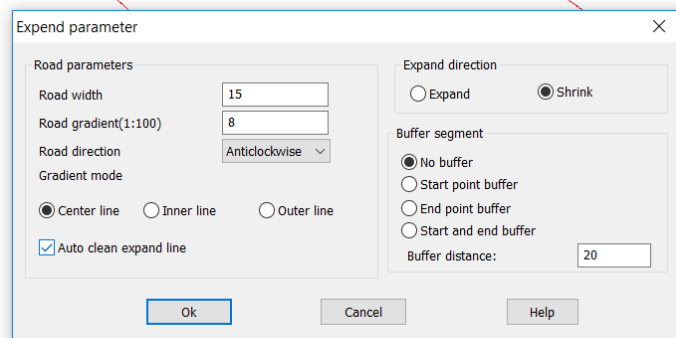 Expend parameter
Road parameters
Road width 15
Road gradient(1:100) 8
Road direction Anticlockwise
Gradient mode
Center line Inner line Outer line
Auto clean expand line
Expand direction
Expand Shrink
Buffer segment
No buffer
Start point buffer
End point buffer
Start and end buffer
Buffer distance: 20
Ok Cancel Help